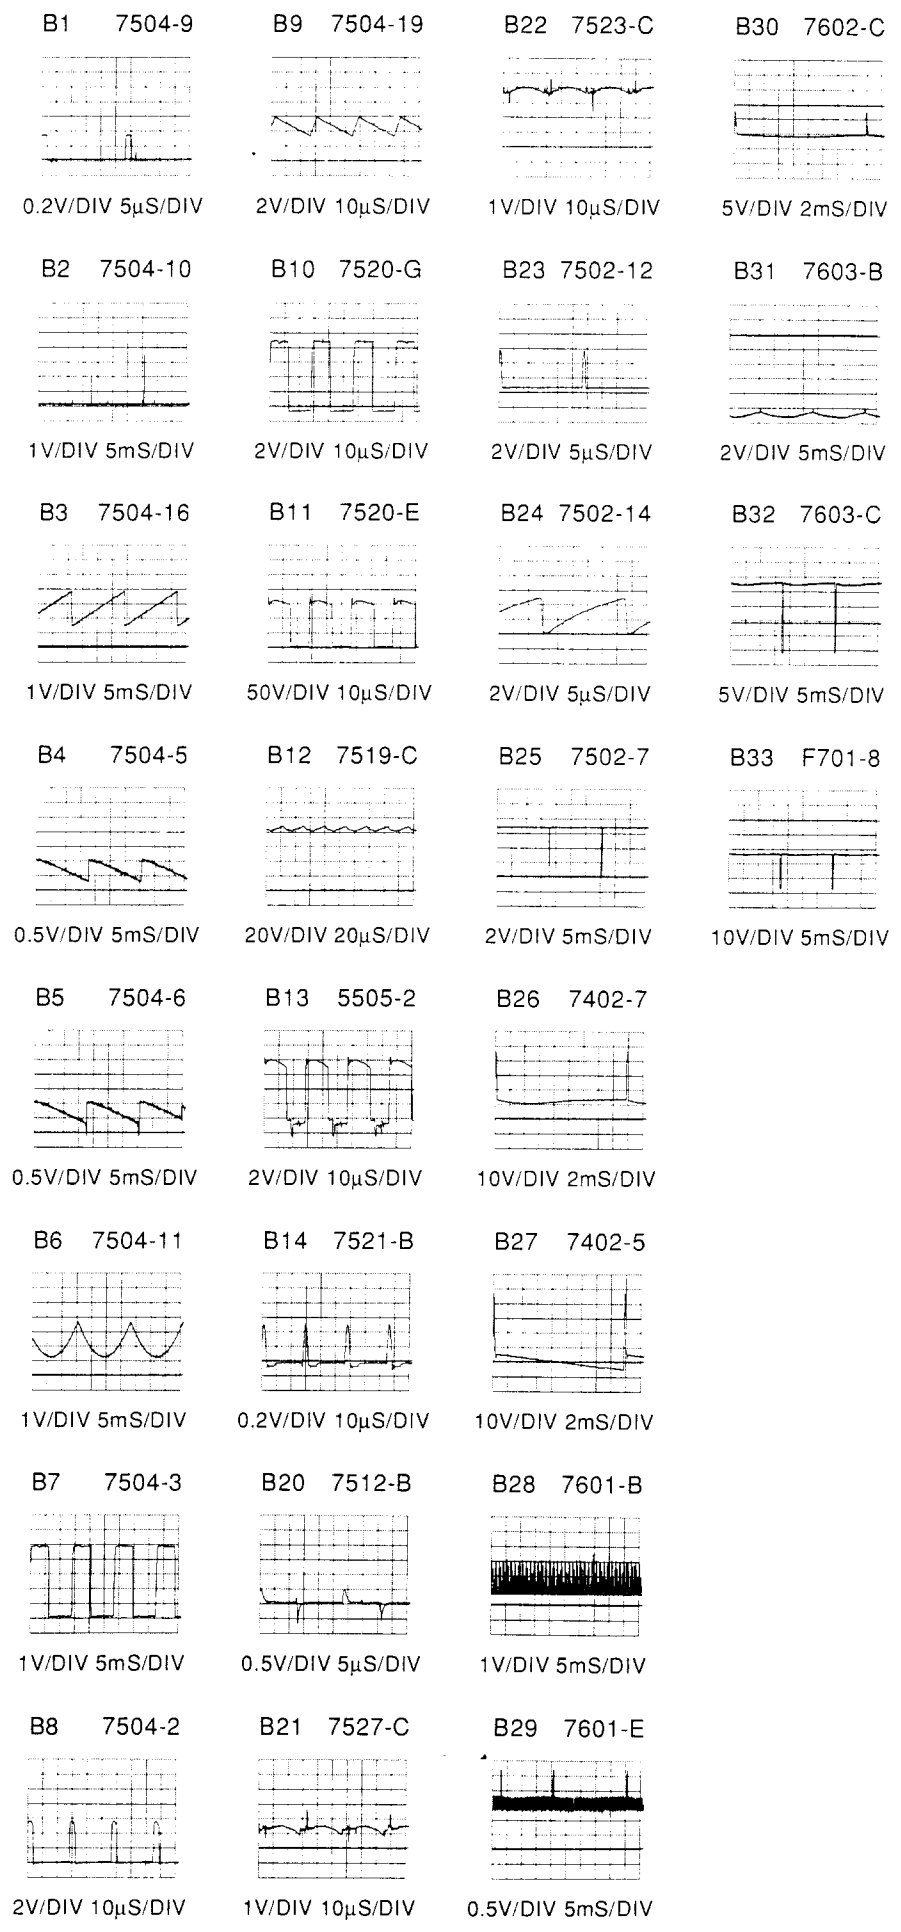 B1 7504-9
0.2V/DIV 5µS/DIV
B2 7504-10
1V/DIV 5mS/DIV
B3 7504-16
1V/DIV 5mS/DIV
B4 7504-5
0.5V/DIV 5mS/DIV
B5 7504-6
0.5V/DIV 5mS/DIV
B6 7504-11
1V/DIV 5mS/DIV
B7 7504-3
1V/DIV 5mS/DIV
B8 7504-2
2V/DIV 10µS/DIV
B9 7504-19
2V/DIV 10µS/DIV
B10 7520-G
2V/DIV 10µS/DIV
B11 7520-E
50V/DIV 10µS/DIV
B12 7519-C
20V/DIV 20µS/DIV
B13 5505-2
2V/DIV 10µS/DIV
B14 7521-B
0.2V/DIV 10µS/DIV
B20 7512-B
0.5V/DIV 5µS/DIV
B21 7527-C
1V/DIV 10µS/DIV
B22 7523-C
1V/DIV 10µS/DIV
B23 7502-12
2V/DIV 5µS/DIV
B24 7502-14
2V/DIV 5µS/DIV
B25 7502-7
2V/DIV 5mS/DIV
B26 7402-7
10V/DIV 2mS/DIV
B27 7402-5
10V/DIV 2mS/DIV
B28 7601-B
1V/DIV 5mS/DIV
B29 7601-E
0.5V/DIV 5mS/DIV
B30 7602-C
5V/DIV 2mS/DIV
B31 7603-B
2V/DIV 5mS/DIV
B32 7603-C
5V/DIV 5mS/DIV
B33 F701-8
10V/DIV 5mS/DIV